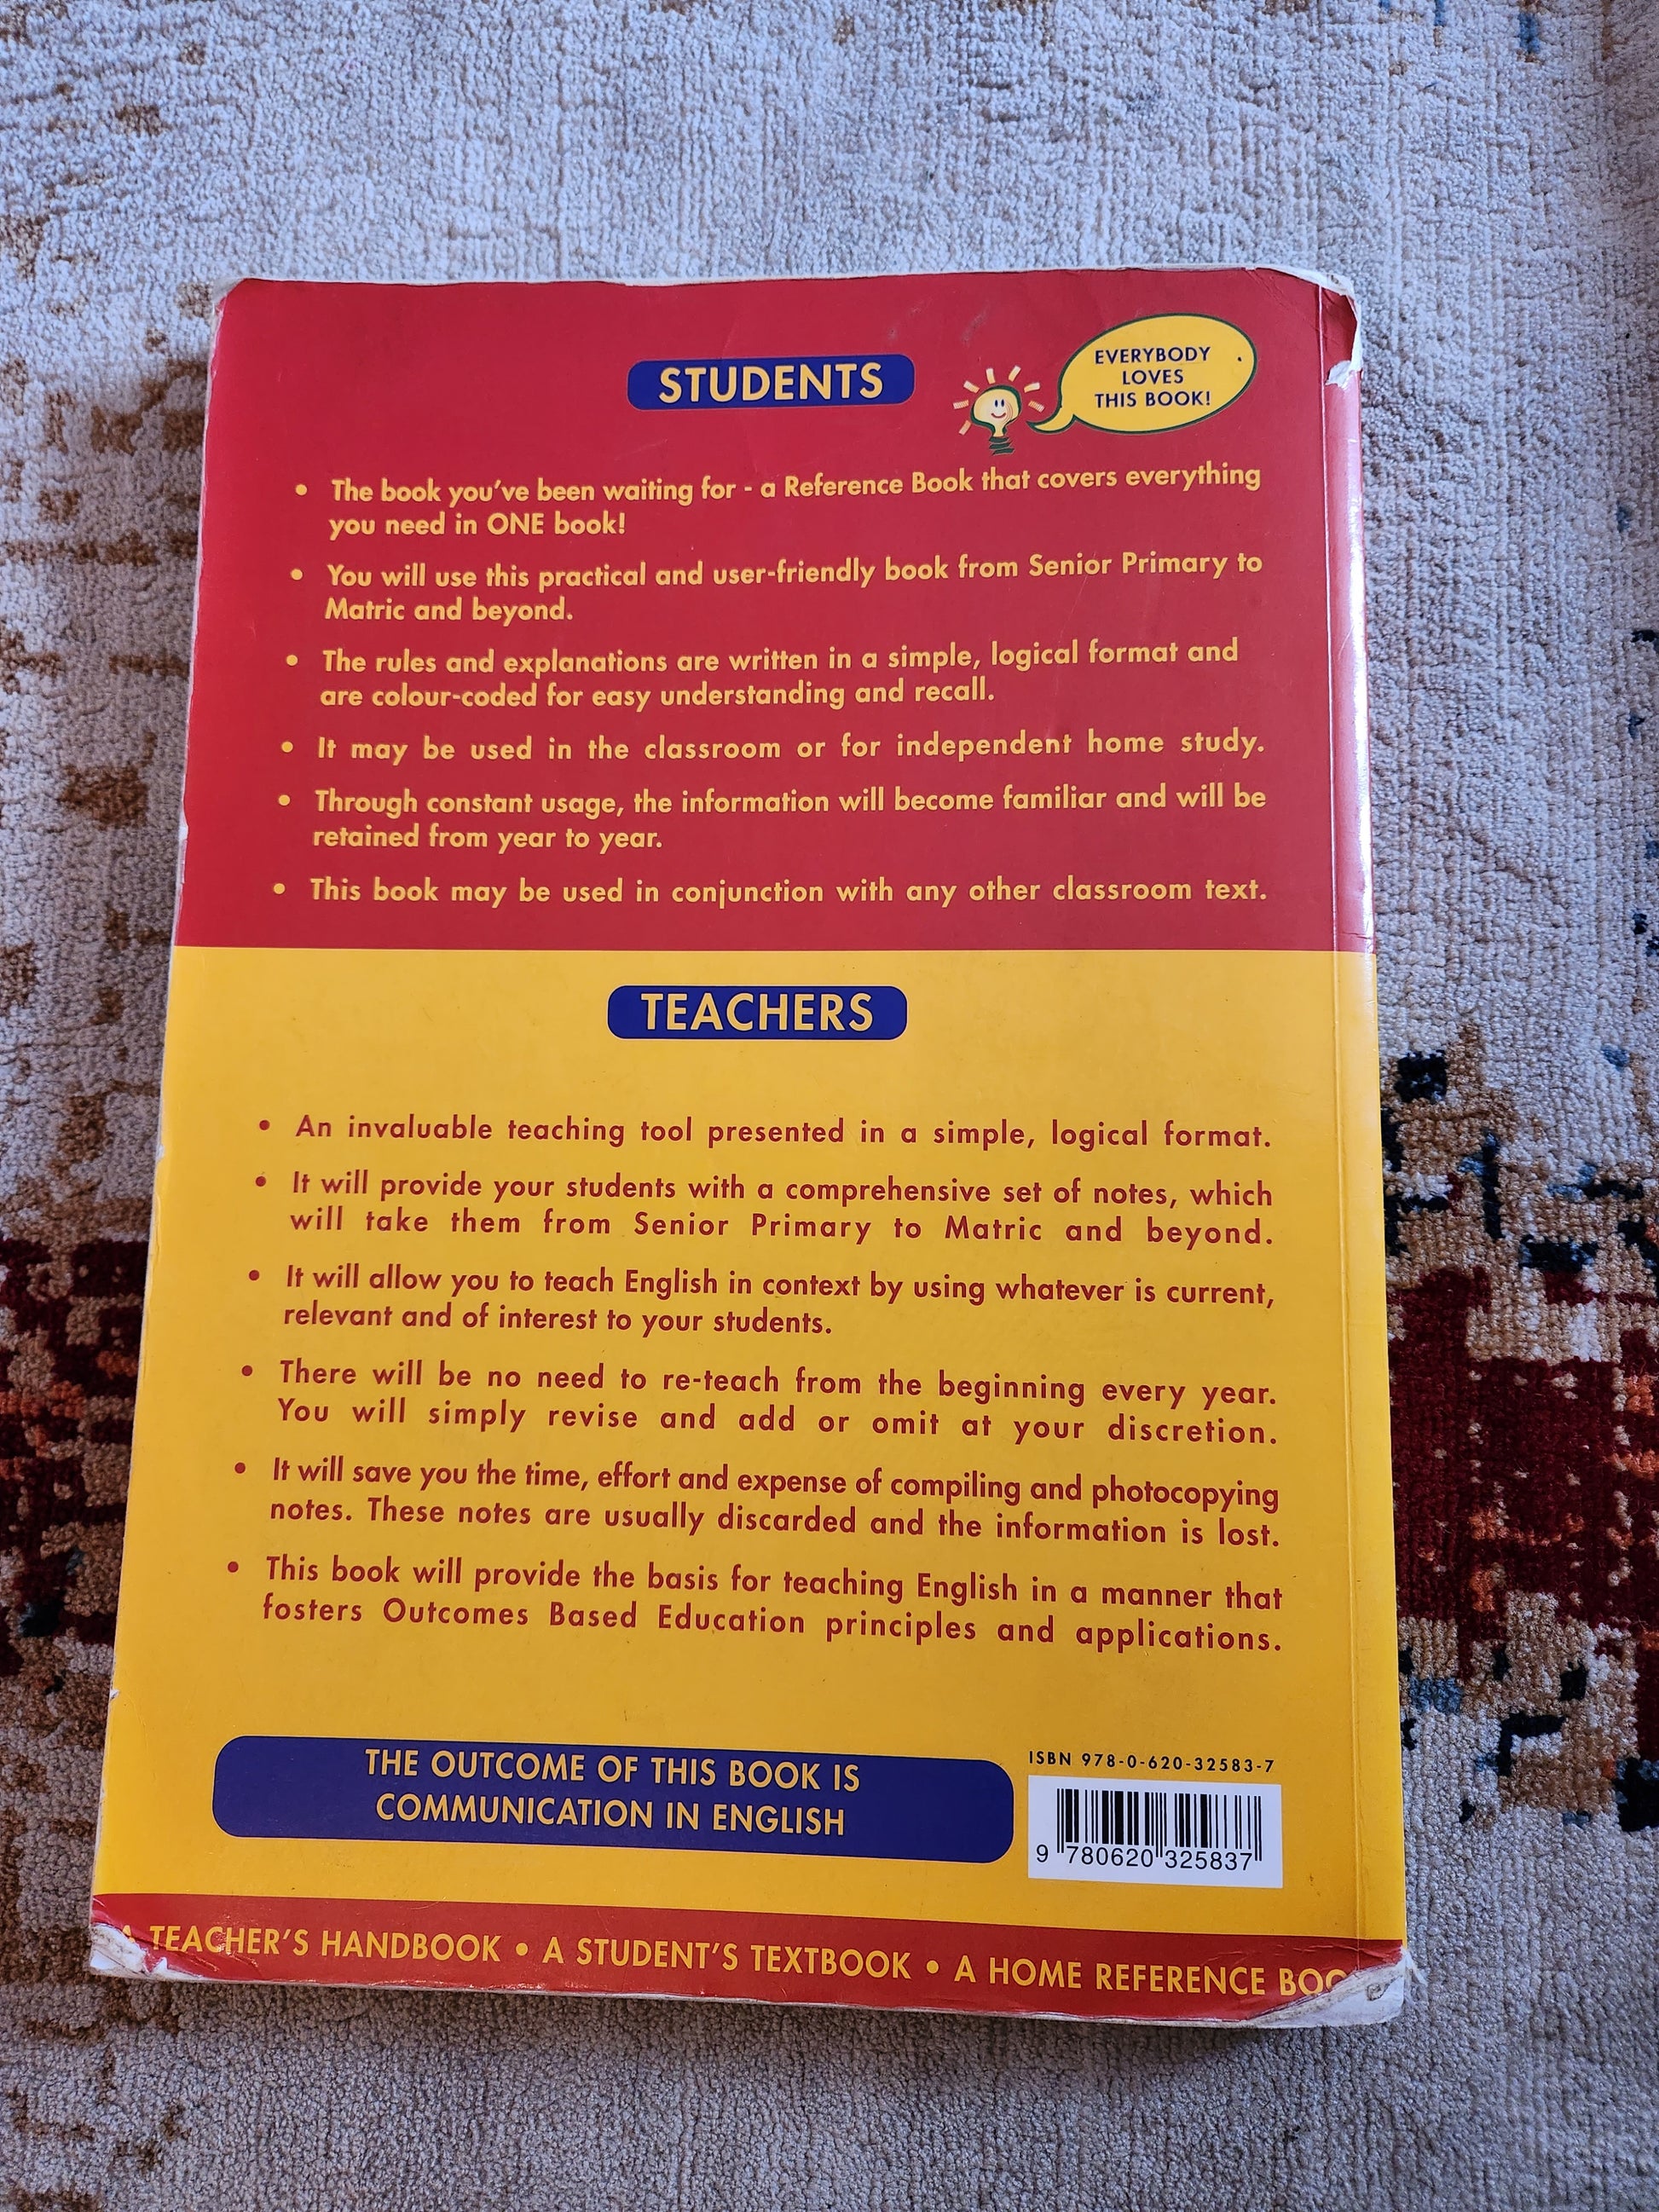 STUDENTS
EVERYBODY
LOVES
THIS BOOK!
• The book you've been waiting for - a Reference Book that covers everything
you need in ONE book!
• You will use this practical and user-friendly book from Senior Primary to
Matric and beyond.
• The rules and explanations are written in a simple, logical format and
are colour-coded for easy understanding and recall.
• It may be used in the classroom or for independent home study.
• Through constant usage, the information will become familiar and will be
retained from year to year.
• This book may be used in conjunction with any other classroom text.
TEACHERS
• An invaluable teaching tool presented in a simple, logical format.
• It will provide your students with a comprehensive set of notes, which
will take them from Senior Primary to Matric and beyond.
• It will allow you to teach English in context by using whatever is current,
relevant and of interest to your students.
• There will be no need to re-teach from the beginning every year.
You will simply revise and add or omit at your discretion.
• It will save you the time, effort and expense of compiling and photocopying
notes. These notes are usually discarded and the information is lost.
• This book will provide the basis for teaching English in a manner that
fosters Outcomes Based Education principles and applications.
THE OUTCOME OF THIS BOOK IS
COMMUNICATION IN ENGLISH
ISBN 978-0-620-32583-7
9 780620 325837
A TEACHER'S HANDBOOK • A STUDENT'S TEXTBOOK • A HOME REFERENCE BOO